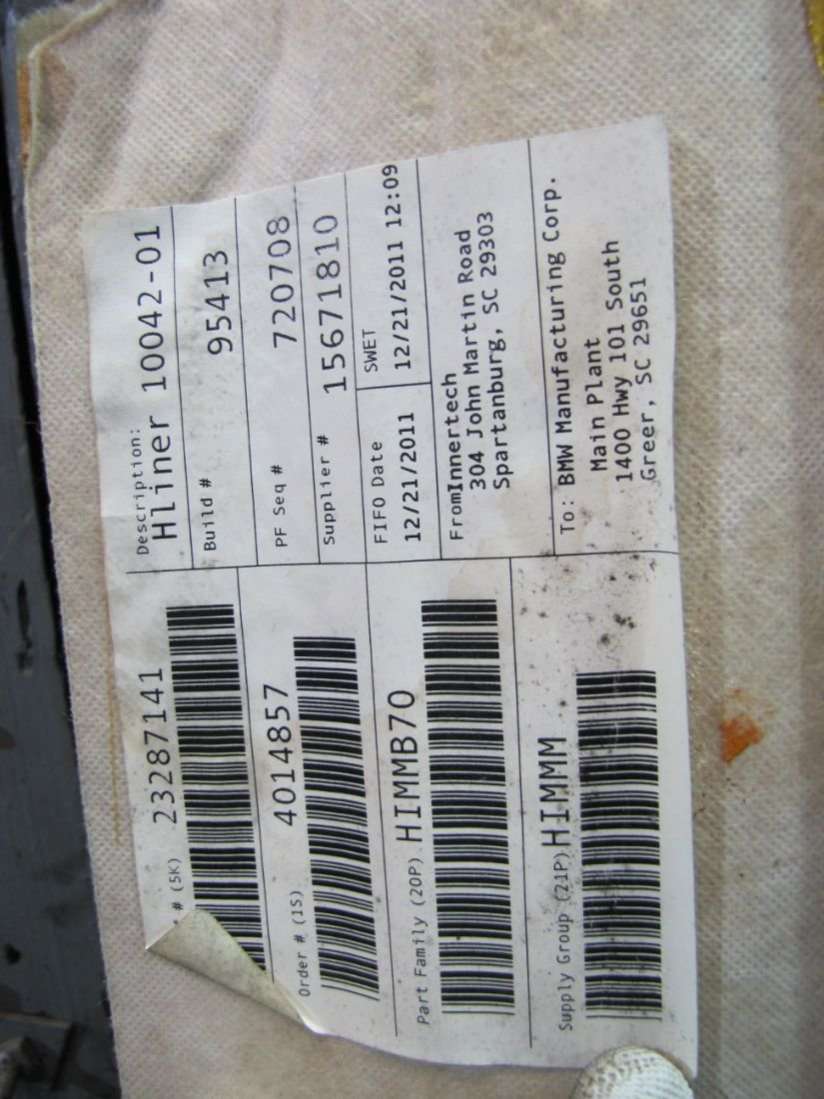 # (5K) 23287141
Order # (1S) 4014857
Part Family (20P) HIMMB70
Supply Group (21P) HIMMM
Description:
Hliner 10042-01
Build # 95413
PF Seq # 720708
Supplier # 15671810
FIFO Date
12/21/2011
SWET
12/21/2011 12:09
FromInnertech
304 John Martin Road
Spartanburg, SC 29303
To: BMW Manufacturing Corp.
Main Plant
1400 Hwy 101 South
Greer, SC 29651